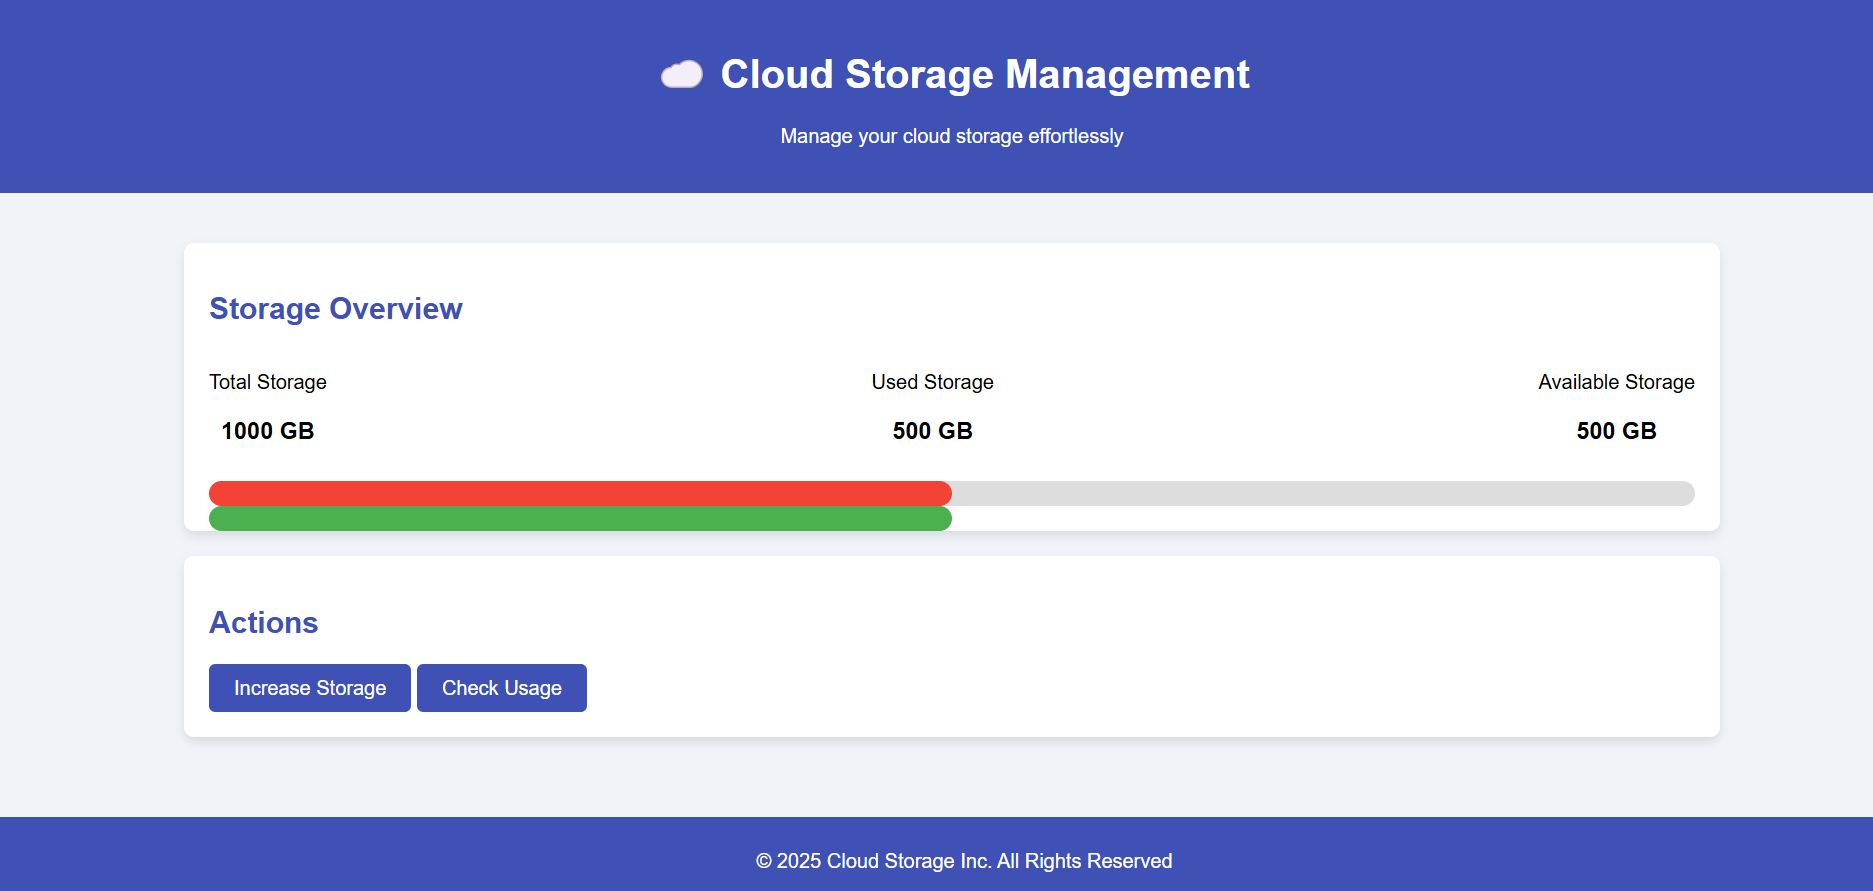 Cloud Storage Management
Manage your cloud storage effortlessly
Storage Overview
Total Storage
1000 GB
Used Storage
500 GB
Available Storage
500 GB
Actions
Increase Storage
Check Usage
© 2025 Cloud Storage Inc. All Rights Reserved